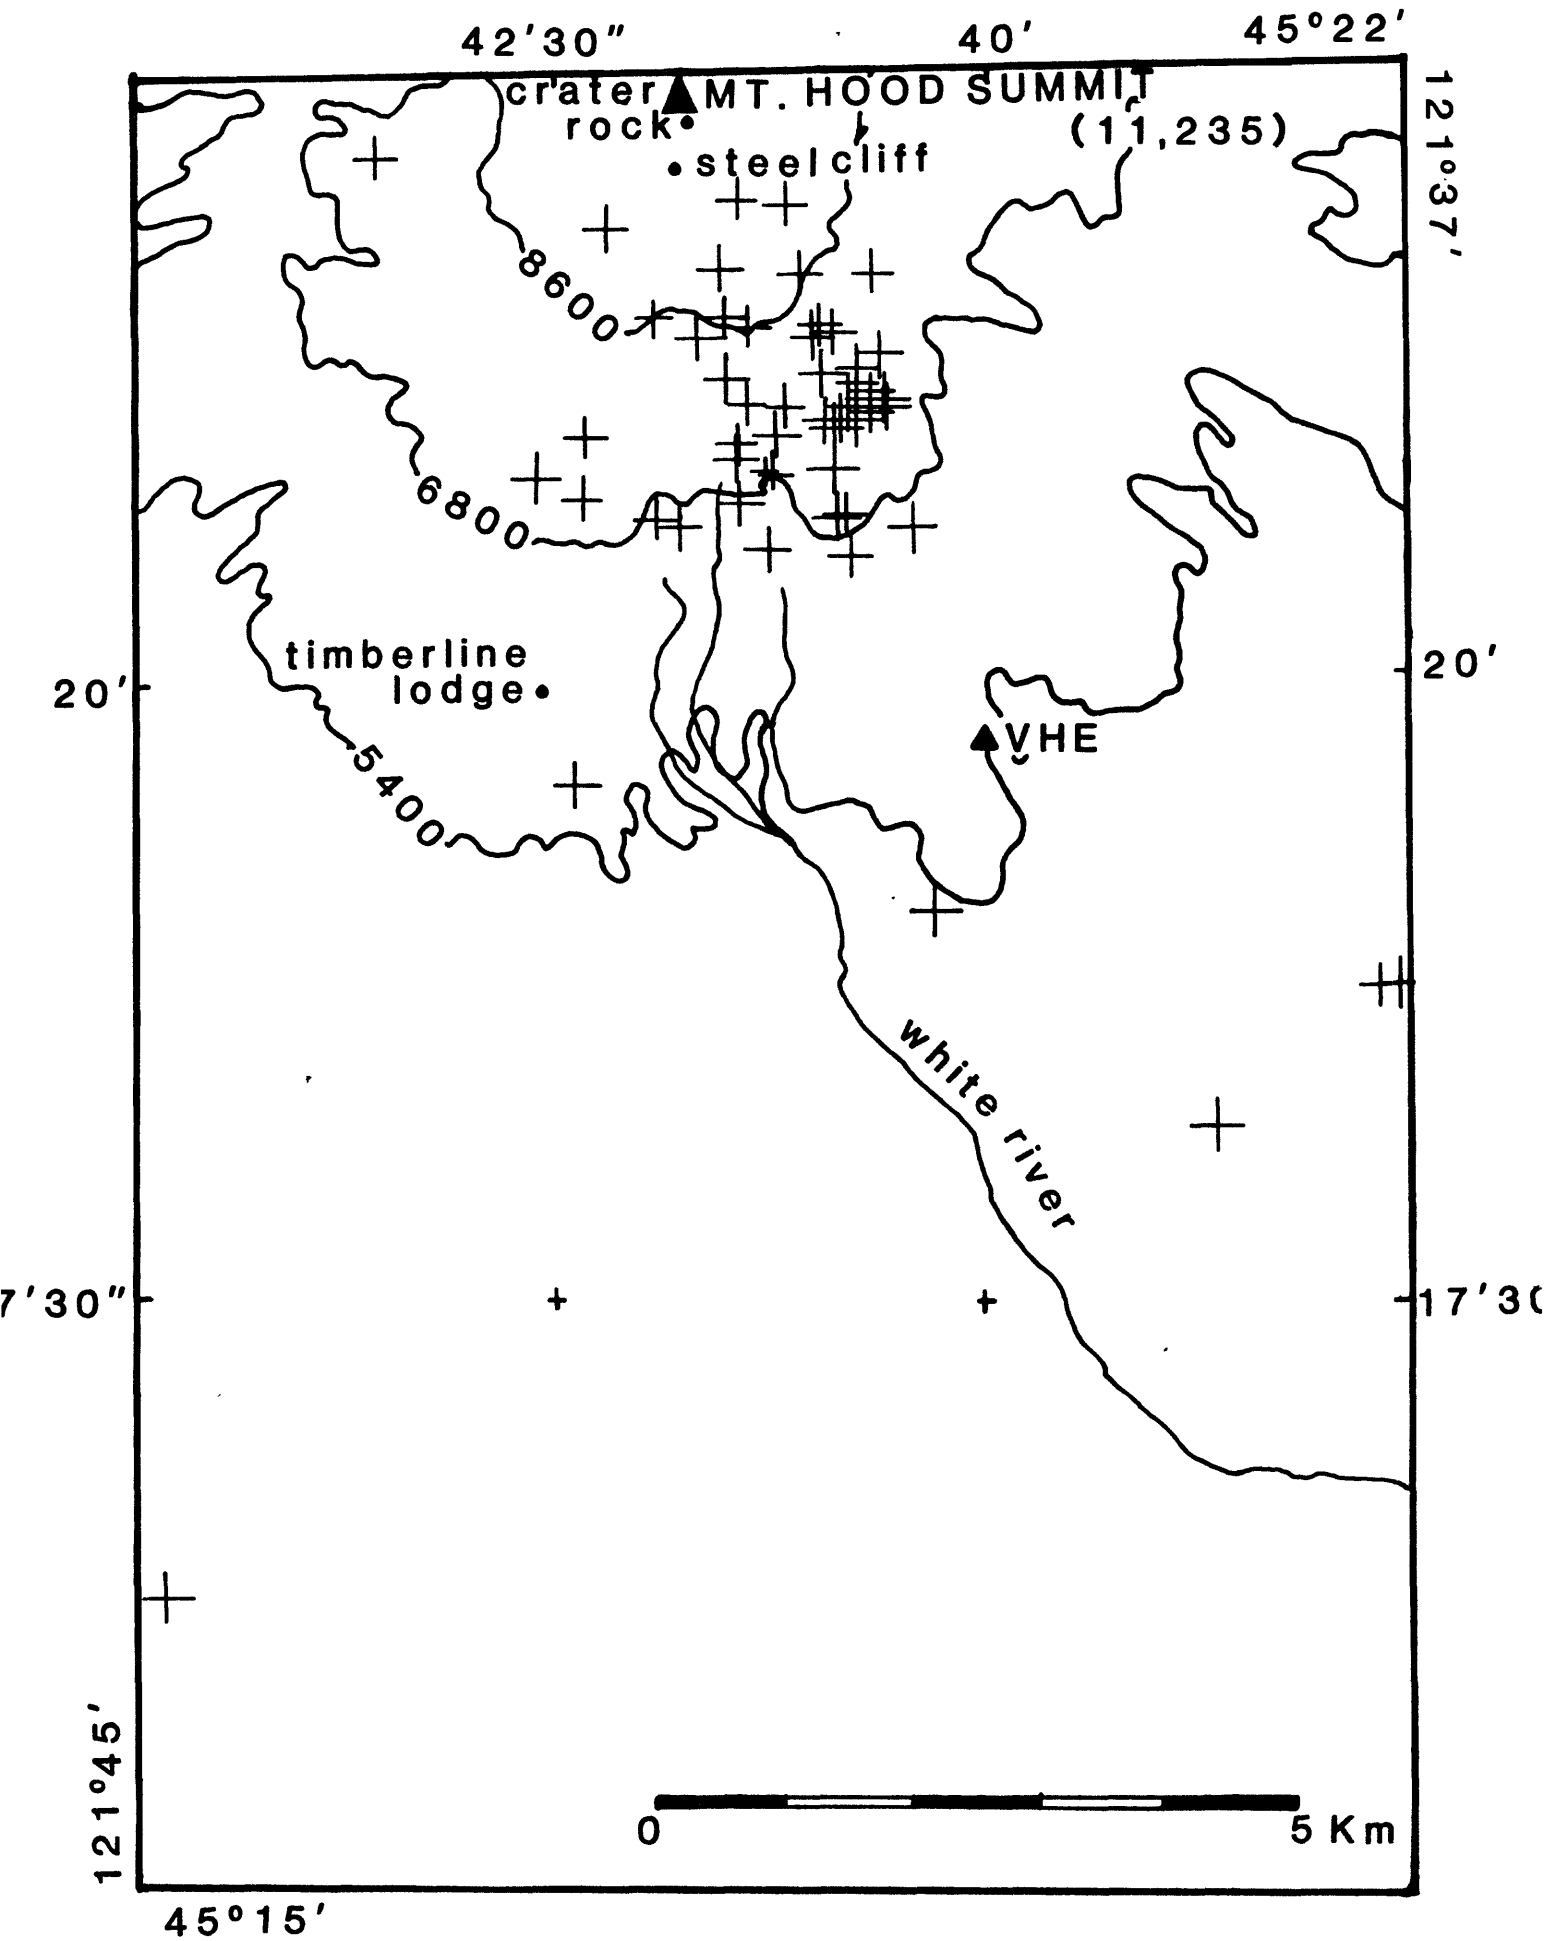 42'30" 40' 45°22'
crater MT. HOOD SUMMIT
rock (11,235)
steel cliff
121°37'
8600
6800
timberline
lodge
20' 20'
VHE
5400
white river
7'30" 17'30
121°45'
0 5 Km
45°15'